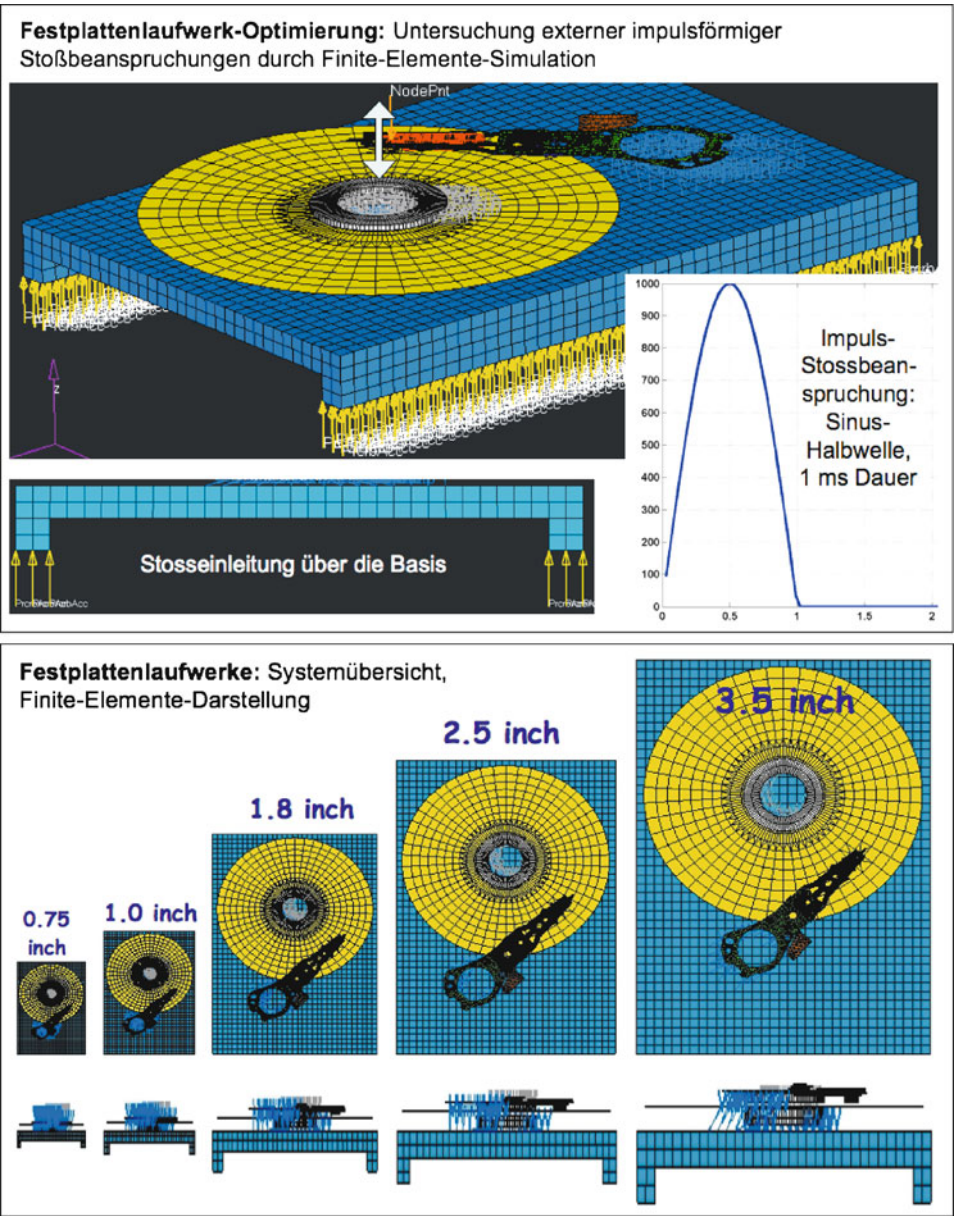 Festplattenlaufwerk-Optimierung: Untersuchung externer impulsförmiger
Stoßbeanspruchungen durch Finite-Elemente-Simulation
NodePnt
z
1000
900
800
700
600
500
400
300
200
100
0
0
0.5
1
1.5
2
Impuls-
Stossbean-
spruchung:
Sinus-
Halbwelle,
1 ms Dauer
Stosseinleitung über die Basis
Festplattenlaufwerke: Systemübersicht,
Finite-Elemente-Darstellung
0.75
inch
1.0 inch
1.8 inch
2.5 inch
3.5 inch